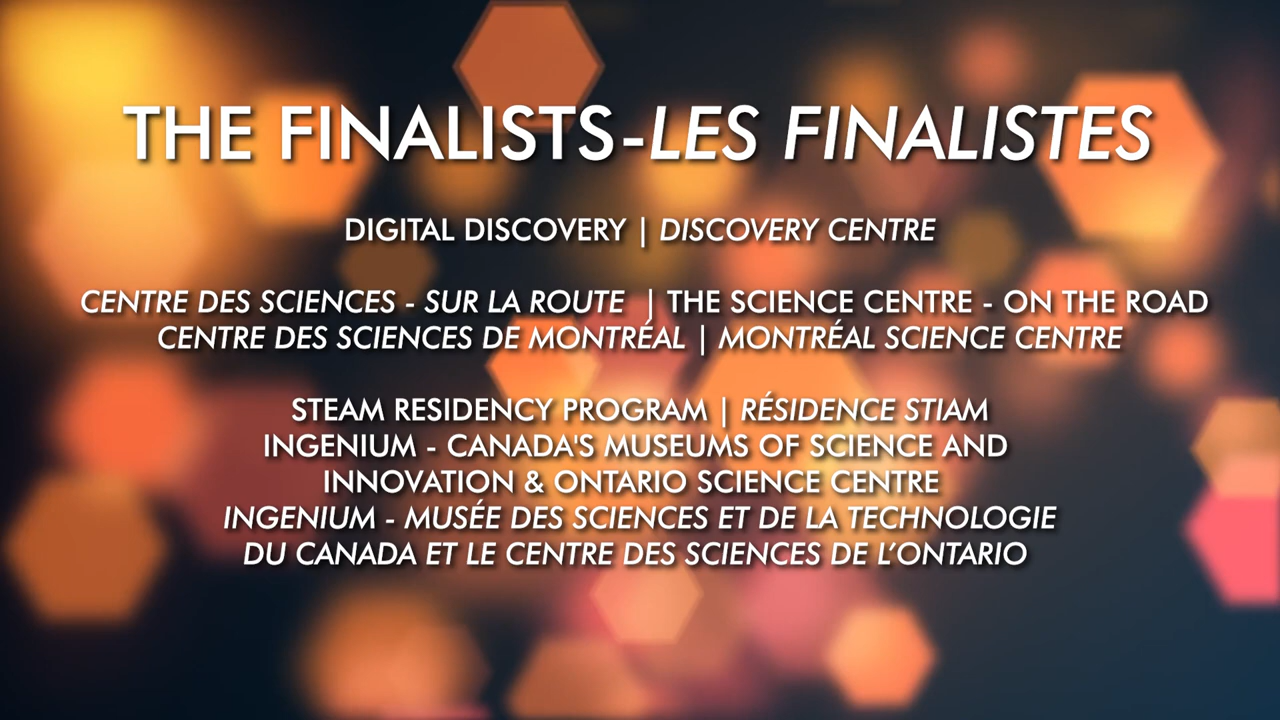 THE FINALISTS-LES FINALISTES
DIGITAL DISCOVERY | DISCOVERY CENTRE
CENTRE DES SCIENCES - SUR LA ROUTE | THE SCIENCE CENTRE - ON THE ROAD
CENTRE DES SCIENCES DE MONTRÉAL | MONTRÉAL SCIENCE CENTRE
STEAM RESIDENCY PROGRAM | RÉSIDENCE STIAM
INGENIUM - CANADA'S MUSEUMS OF SCIENCE AND
INNOVATION & ONTARIO SCIENCE CENTRE
INGENIUM - MUSÉE DES SCIENCES ET DE LA TECHNOLOGIE
DU CANADA ET LE CENTRE DES SCIENCES DE L’ONTARIO